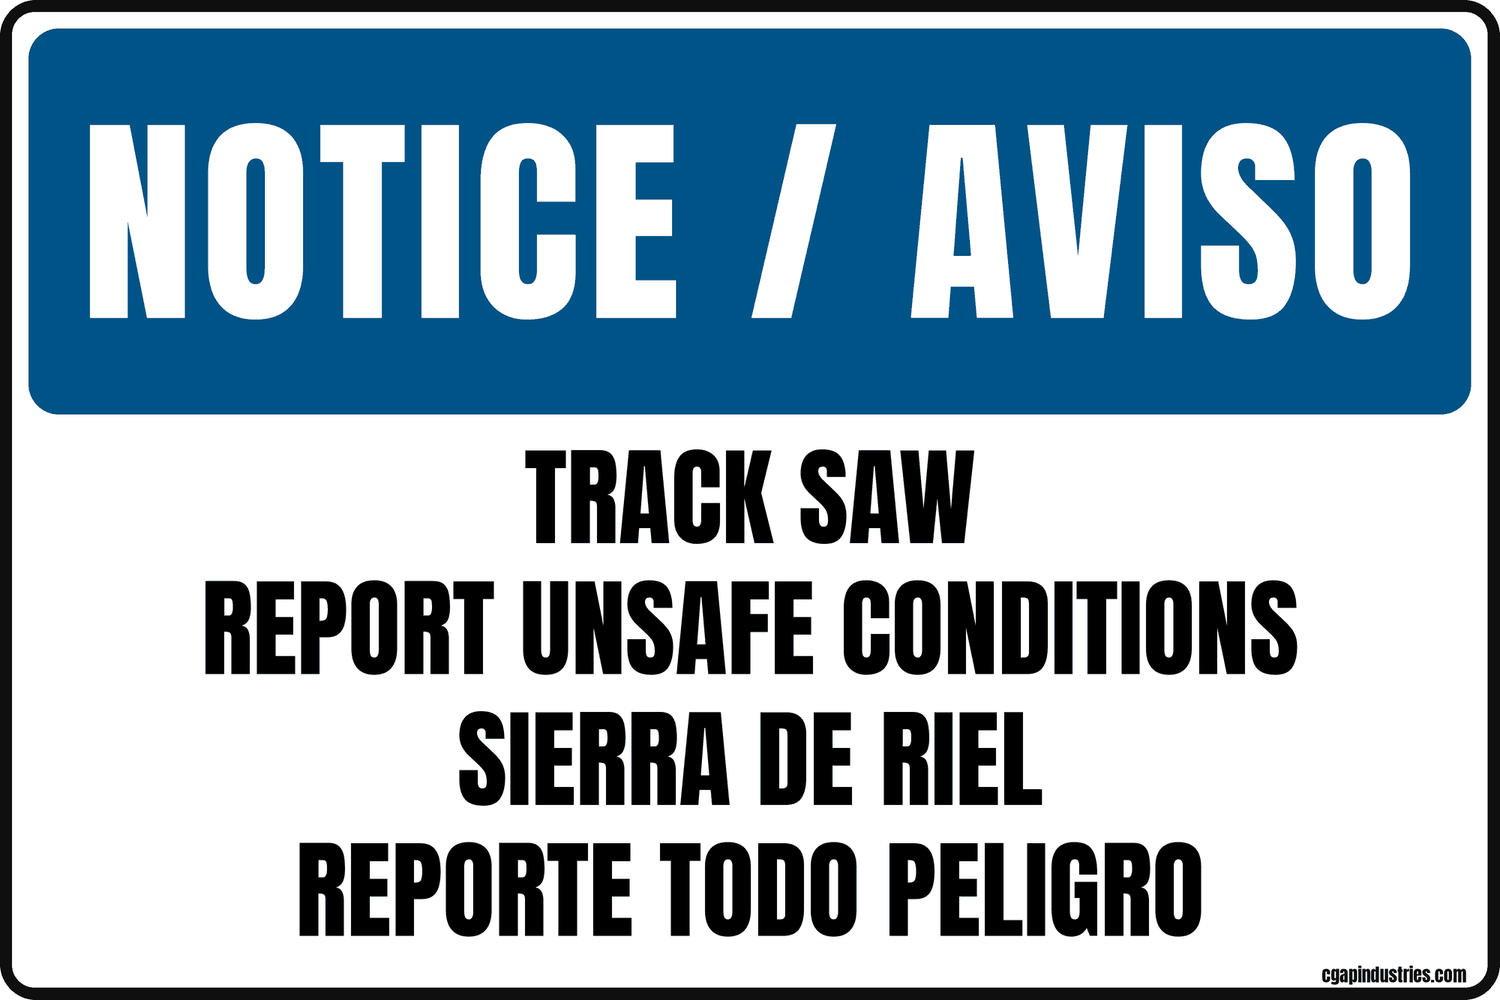 NOTICE / AVISO
TRACK SAW
REPORT UNSAFE CONDITIONS
SIERRA DE RIEL
REPORTE TODO PELIGRO
cgapindustries.com